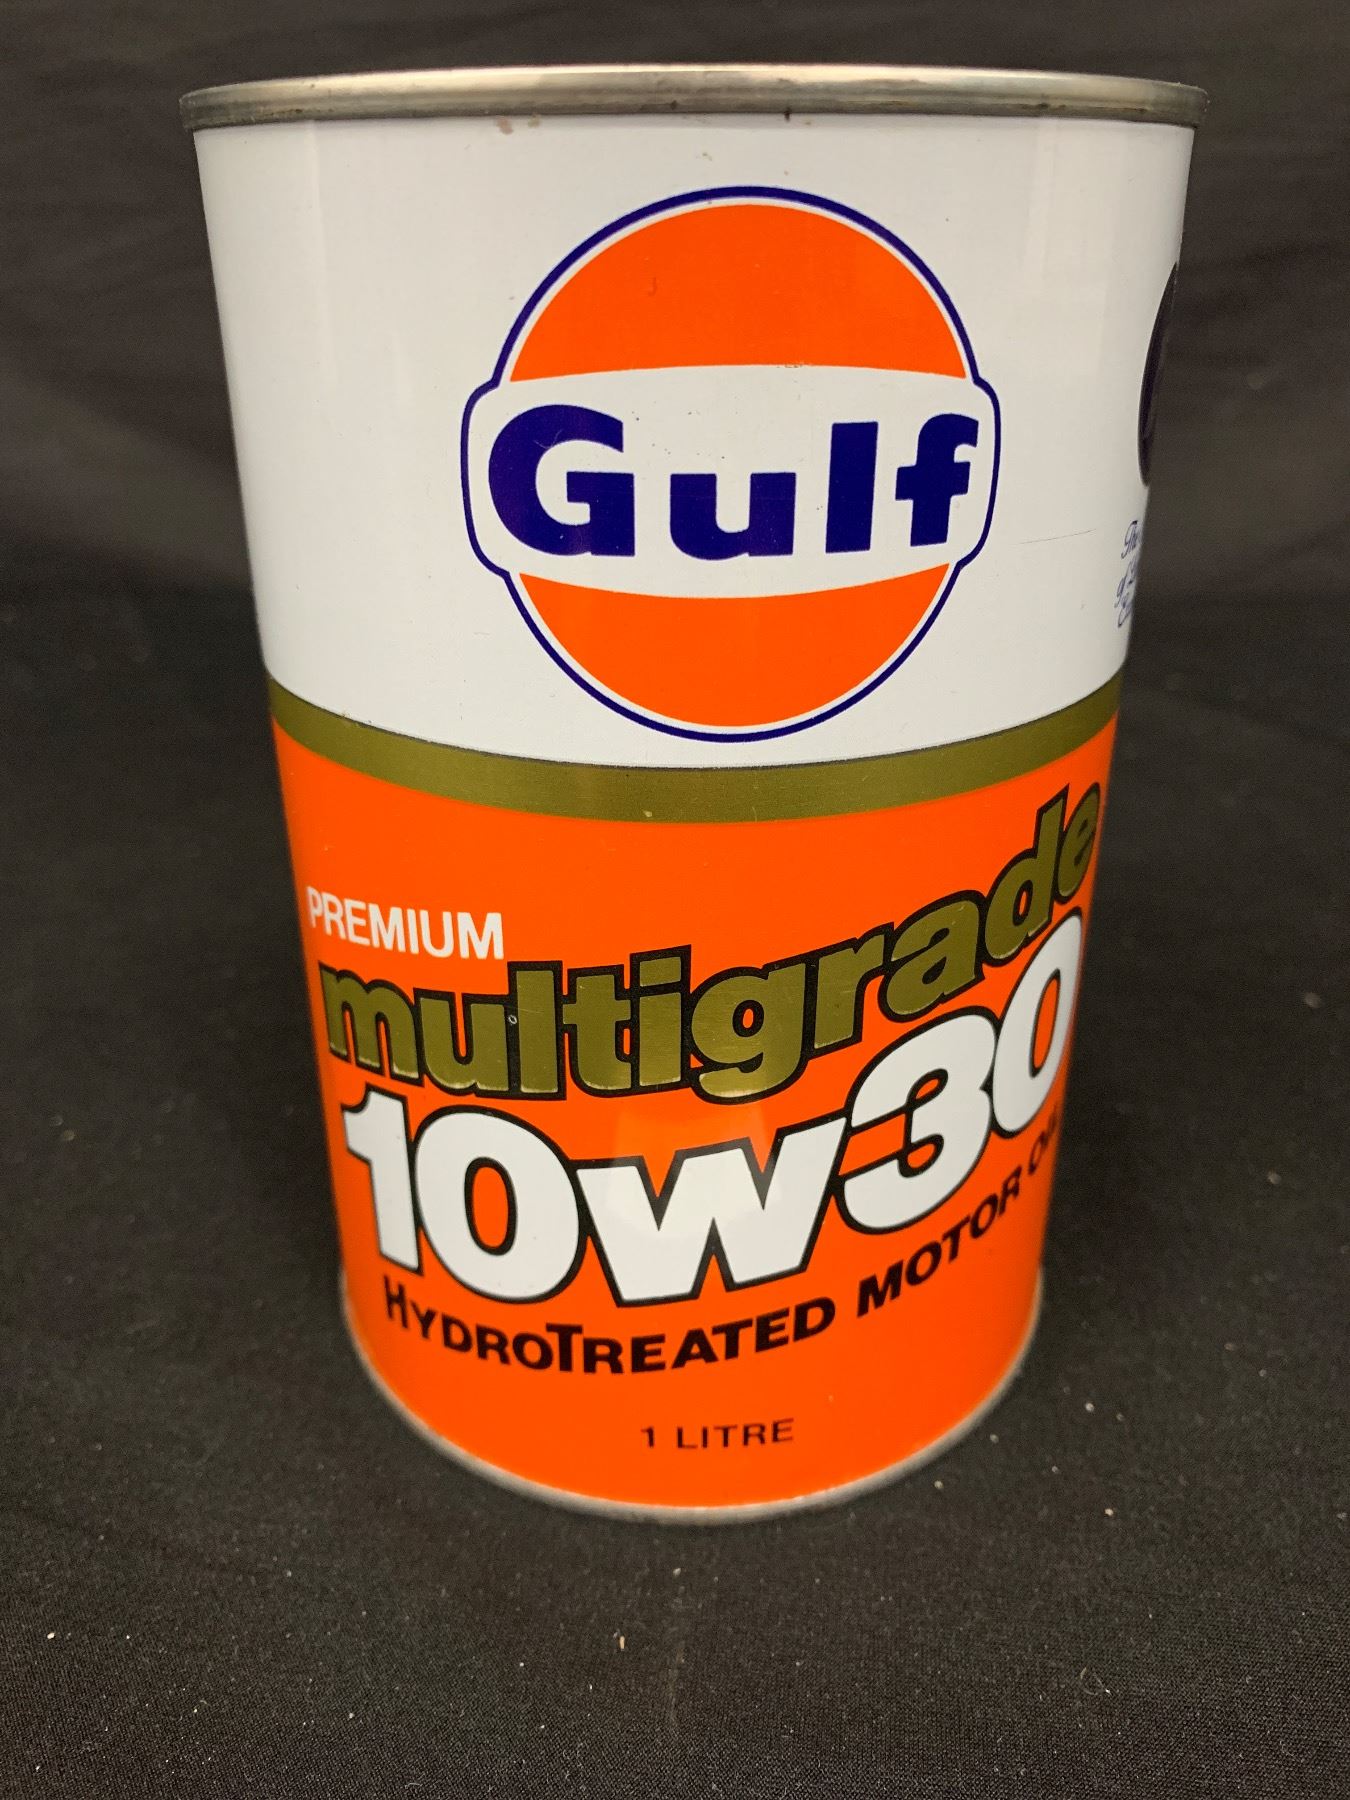 Gulf
PREMIUM
multigrade
10w30
HYDROTREATED MOTOR OIL
1 LITRE